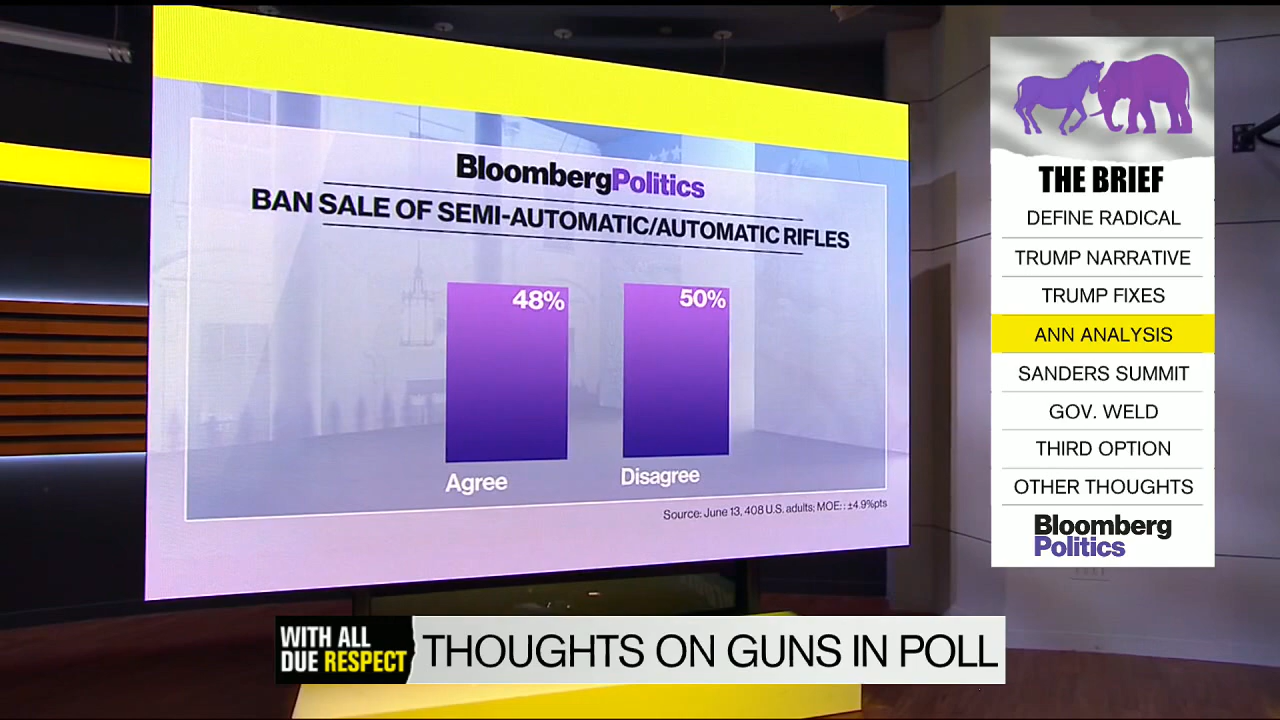 BloombergPolitics
BAN SALE OF SEMI-AUTOMATIC/AUTOMATIC RIFLES
48%
50%
Agree
Disagree
Source: June 13, 408 U.S. adults; MOE: : ±4.9%pts
THE BRIEF
DEFINE RADICAL
TRUMP NARRATIVE
TRUMP FIXES
ANN ANALYSIS
SANDERS SUMMIT
GOV. WELD
THIRD OPTION
OTHER THOUGHTS
Bloomberg
Politics
WITH ALL
DUE RESPECT
THOUGHTS ON GUNS IN POLL